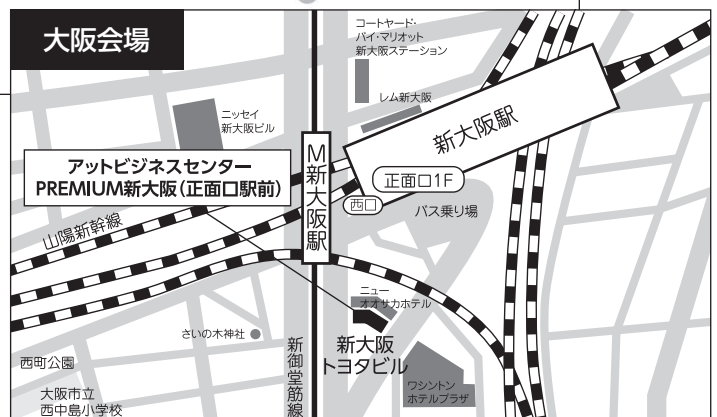 大阪会場
コートヤード・
バイ・マリオット
新大阪ステーション
レム新大阪
新大阪駅
ニッセイ
新大阪ビル
アットビジネスセンター
PREMIUM新大阪（正面口駅前）
M新大阪駅
正面口1F
西口
バス乗り場
山陽新幹線
ニュー
オオサカホテル
さいの木神社
新大阪
トヨタビル
新御堂筋線
西町公園
ワシントン
ホテルプラザ
大阪市立
西中島小学校